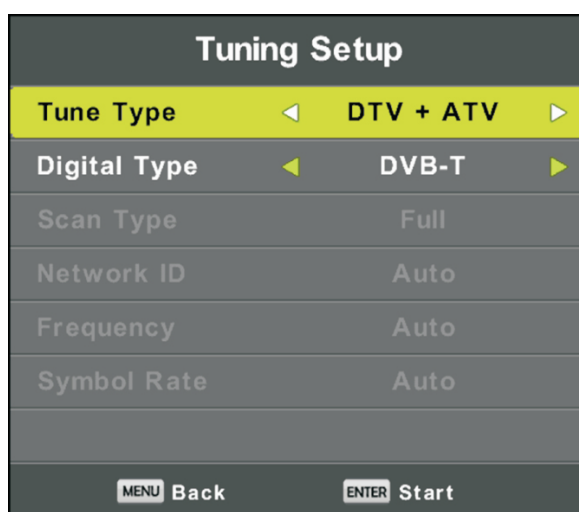 Tuning Setup
Tune Type DTV + ATV
Digital Type DVB-T
Scan Type Full
Network ID Auto
Frequency Auto
Symbol Rate Auto
MENU Back ENTER Start